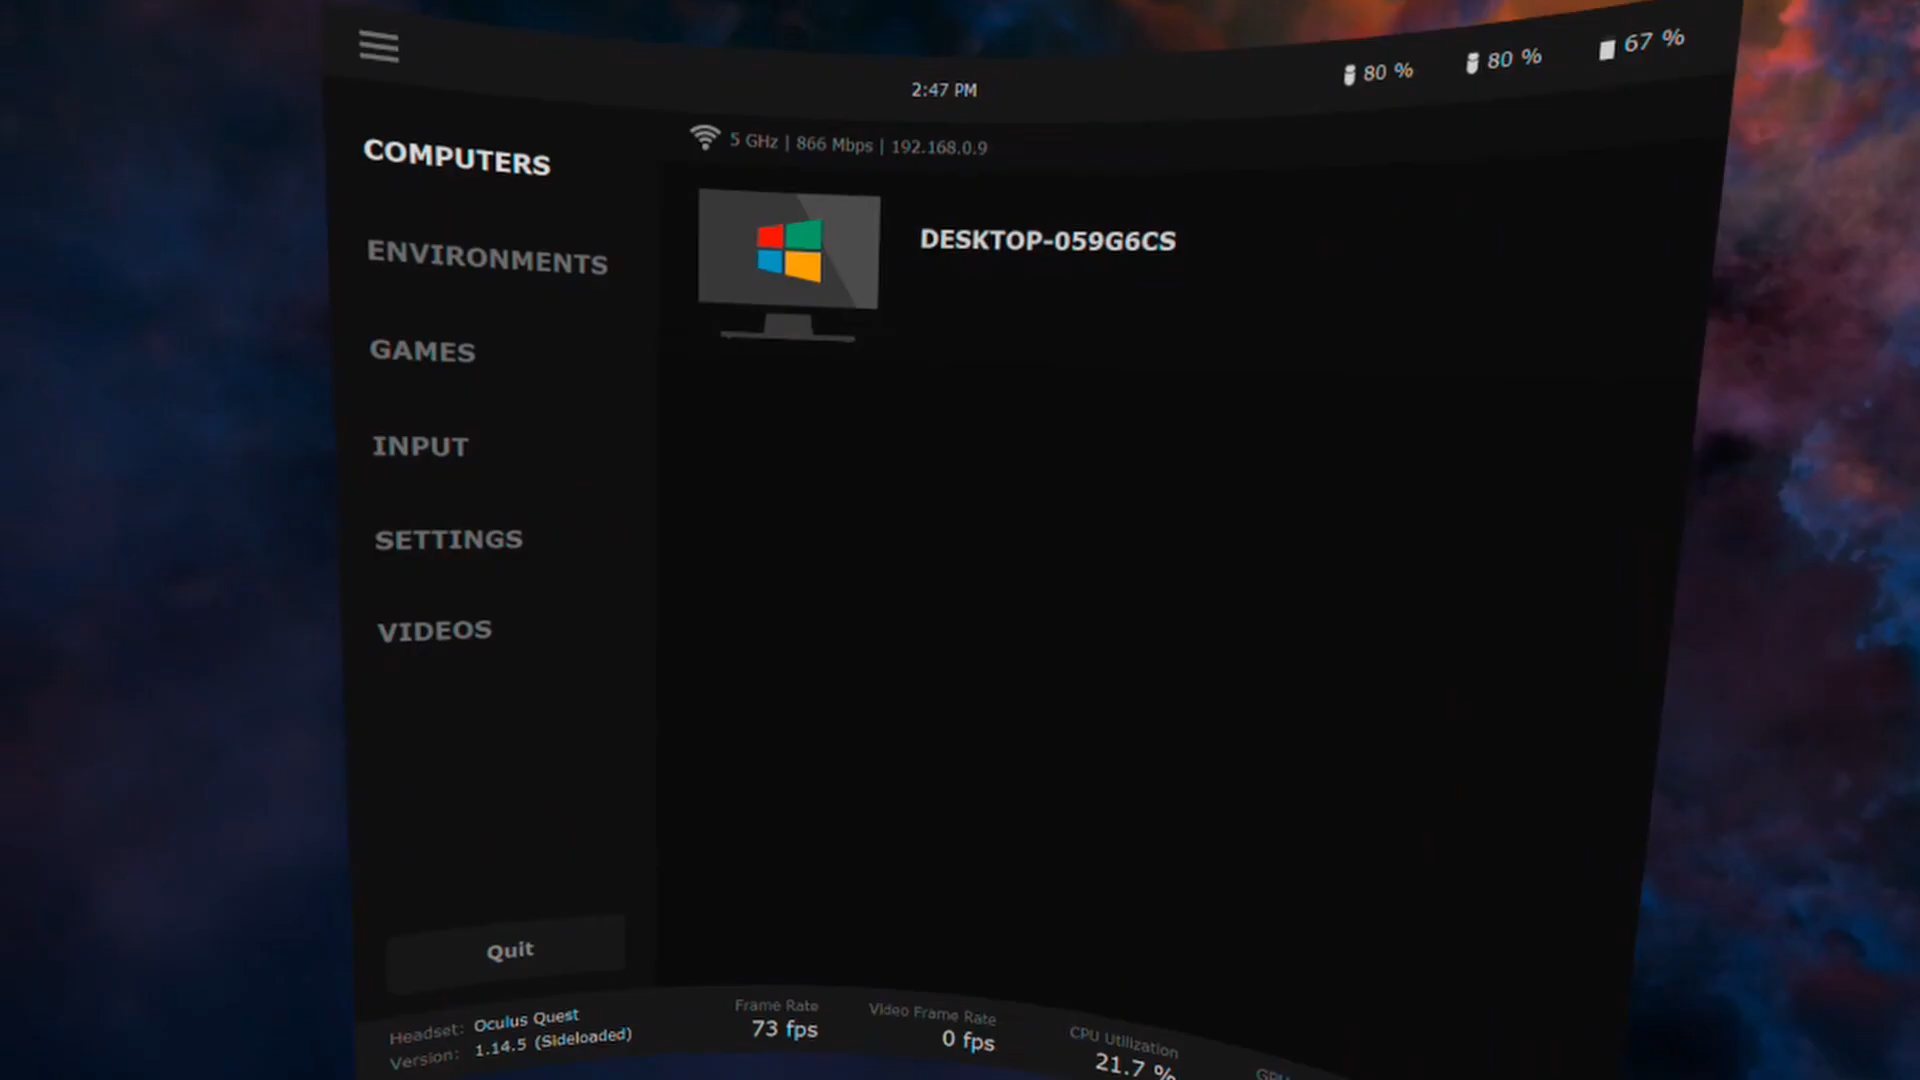 2:47 PM
80 %
80 %
67 %
5 GHz | 866 Mbps | 192.168.0.9
COMPUTERS
ENVIRONMENTS
GAMES
INPUT
SETTINGS
VIDEOS
DESKTOP-059G6CS
Quit
Headset: Oculus Quest
Version: 1.14.5 (Sideloaded)
Frame Rate
73 fps
Video Frame Rate
0 fps
CPU Utilization
21.7 %
GPU